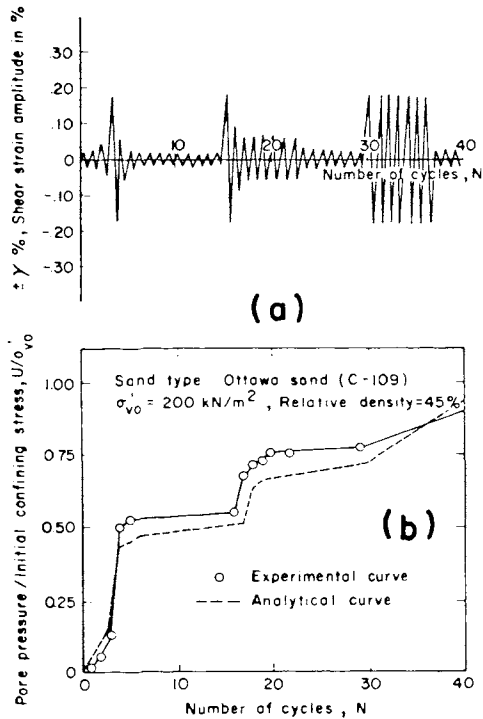 ± γ %, Shear strain amplitude in %
.30
.20
.10
0
-.10
-.20
-.30
10
20
30
40
Number of cycles, N
(a)
Pore pressure / Initial confining stress, U/σ'vo
1.00
0.75
0.50
0.25
0
Sand type Ottawa sand (C-109)
σ'vo = 200 kN/m², Relative density=45%
(b)
Experimental curve
Analytical curve
0
10
20
30
40
Number of cycles, N